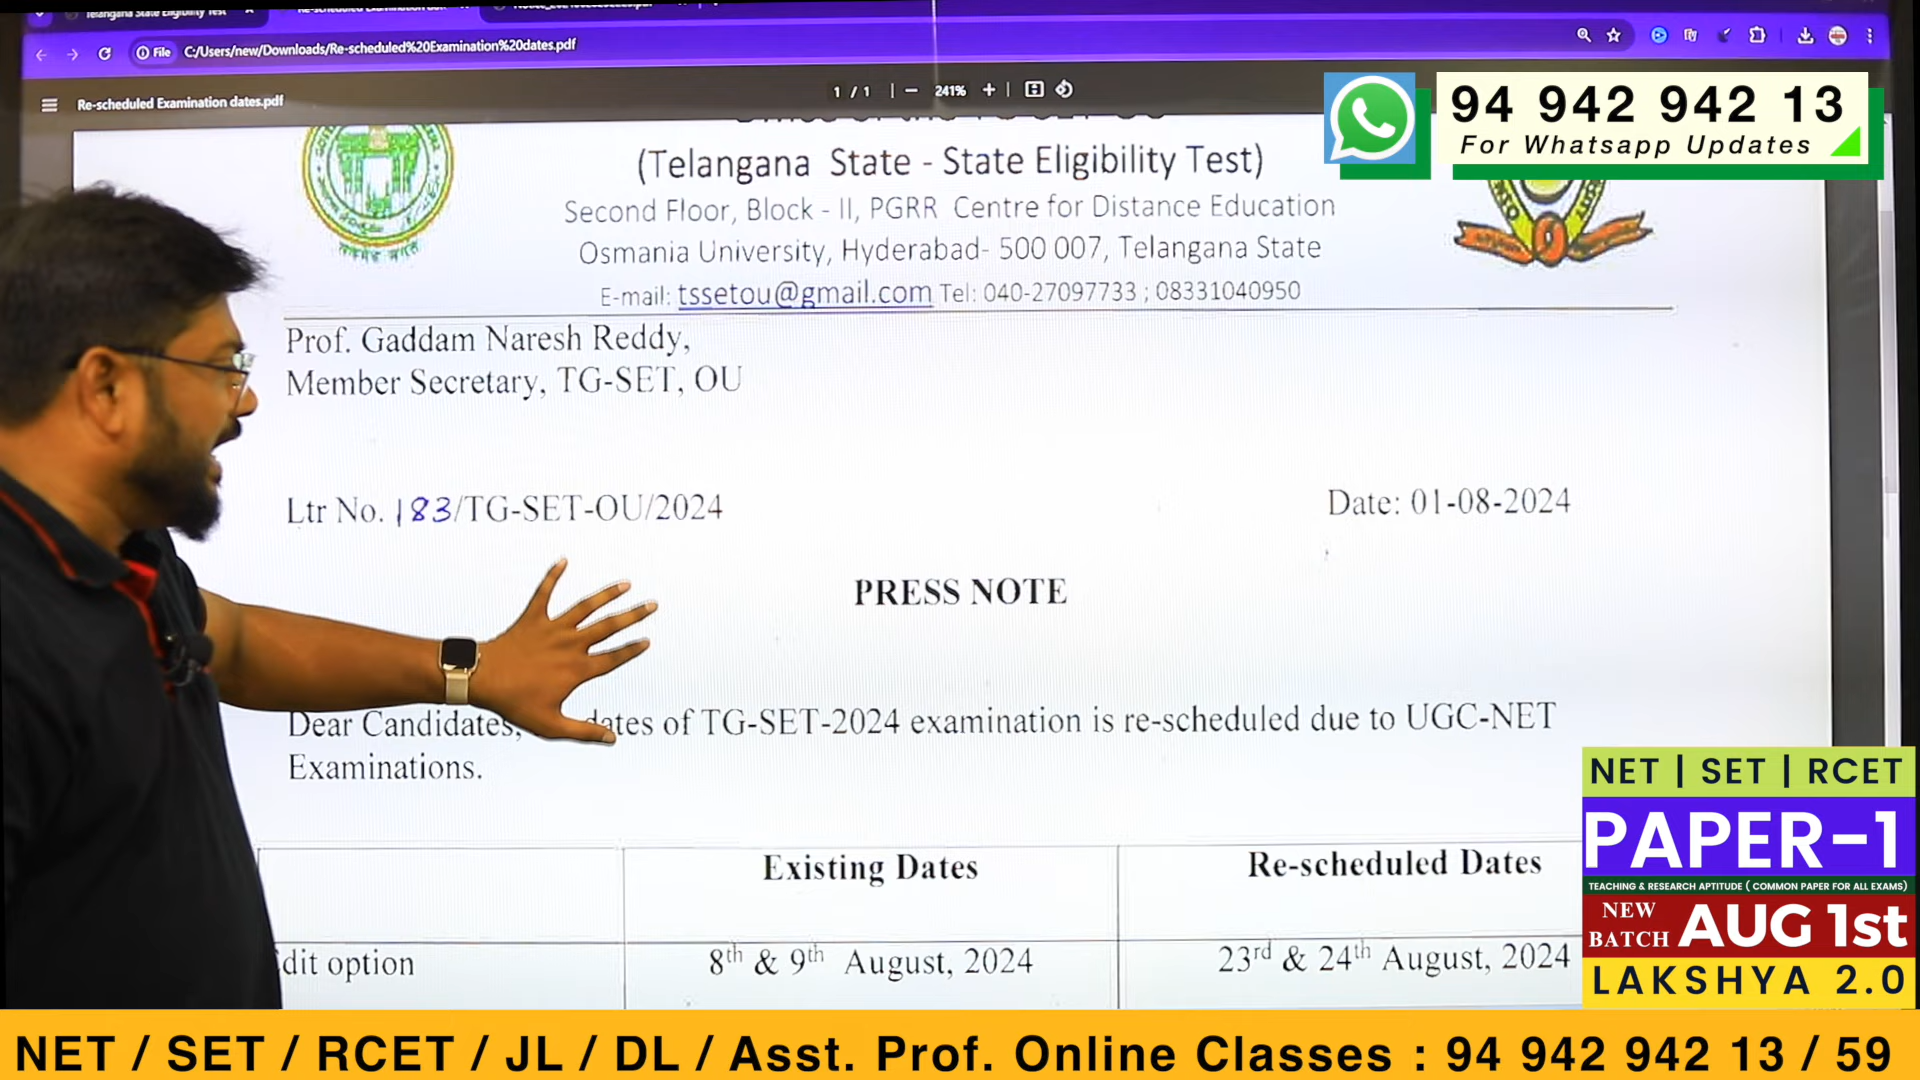 Telangana State Eligibility Test
File C:/Users/new/Downloads/Re-scheduled%20Examination%20dates.pdf
Re-scheduled Examination dates.pdf
1 / 1 | − 241% + |
94 942 942 13
For Whatsapp Updates
(Telangana State - State Eligibility Test)
Second Floor, Block - II, PGRR Centre for Distance Education
Osmania University, Hyderabad- 500 007, Telangana State
E-mail: tssetou@gmail.com Tel: 040-27097733 ; 08331040950
Prof. Gaddam Naresh Reddy,
Member Secretary, TG-SET, OU
Ltr No. 183/TG-SET-OU/2024
Date: 01-08-2024
PRESS NOTE
Dear Candidates, dates of TG-SET-2024 examination is re-scheduled due to UGC-NET
Examinations.
Existing Dates
Re-scheduled Dates
dit option
8th & 9th August, 2024
23rd & 24th August, 2024
NET | SET | RCET
PAPER-1
TEACHING & RESEARCH APTITUDE ( COMMON PAPER FOR ALL EXAMS)
NEW BATCH AUG 1st
LAKSHYA 2.0
NET / SET / RCET / JL / DL / Asst. Prof. Online Classes : 94 942 942 13 / 59